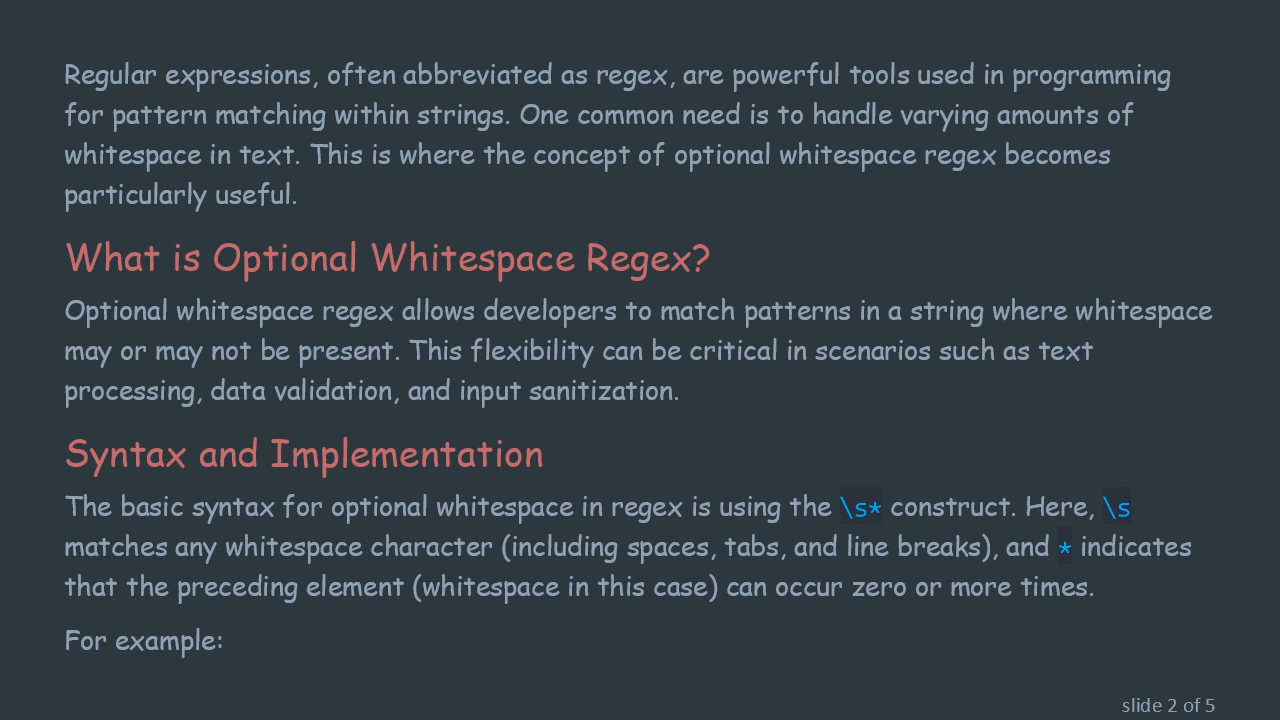 Regular expressions, often abbreviated as regex, are powerful tools used in programming
for pattern matching within strings. One common need is to handle varying amounts of
whitespace in text. This is where the concept of optional whitespace regex becomes
particularly useful.
What is Optional Whitespace Regex?
Optional whitespace regex allows developers to match patterns in a string where whitespace
may or may not be present. This flexibility can be critical in scenarios such as text
processing, data validation, and input sanitization.
Syntax and Implementation
The basic syntax for optional whitespace in regex is using the \s* construct. Here, \s
matches any whitespace character (including spaces, tabs, and line breaks), and * indicates
that the preceding element (whitespace in this case) can occur zero or more times.
For example:
slide 2 of 5